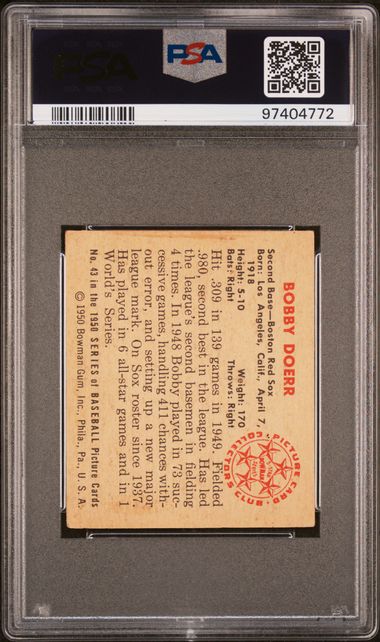 PSA
PSA
97404772
BOBBY DOERR
Second Base—Boston Red Sox
Born: Los Angeles, Calif., April 7,
1918
Height: 5-10 Weight: 170
Bats: Right Throws: Right
Hit .309 in 139 games in 1949. Fielded
.980, second best in the league. Has led
the league's second basemen in fielding
4 times. In 1948 Bobby played in 73 suc-
cessive games, handling 411 chances with-
out error, and setting up a new major
league mark. On Sox roster since 1937.
Has played in 6 all-star games and in 1
World's Series.
No. 43 in the 1950 SERIES of BASEBALL Picture Cards
©1950 Bowman Gum, Inc., Phila., Pa., U. S. A.
PICTURE CARD
COLLECTORS CLUB